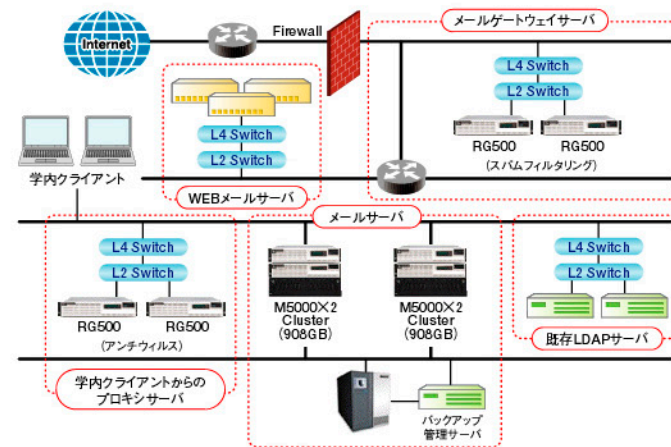 Internet
Firewall
メールゲートウェイサーバ
L4 Switch
L2 Switch
RG500
RG500
(スパムフィルタリング)
L4 Switch
L2 Switch
WEBメールサーバ
学内クライアント
メールサーバ
L4 Switch
L2 Switch
RG500
RG500
(アンチウィルス)
学内クライアントからの
プロキシサーバ
M5000×2
Cluster
(908GB)
M5000×2
Cluster
(908GB)
L4 Switch
L2 Switch
既存LDAPサーバ
バックアップ
管理サーバ